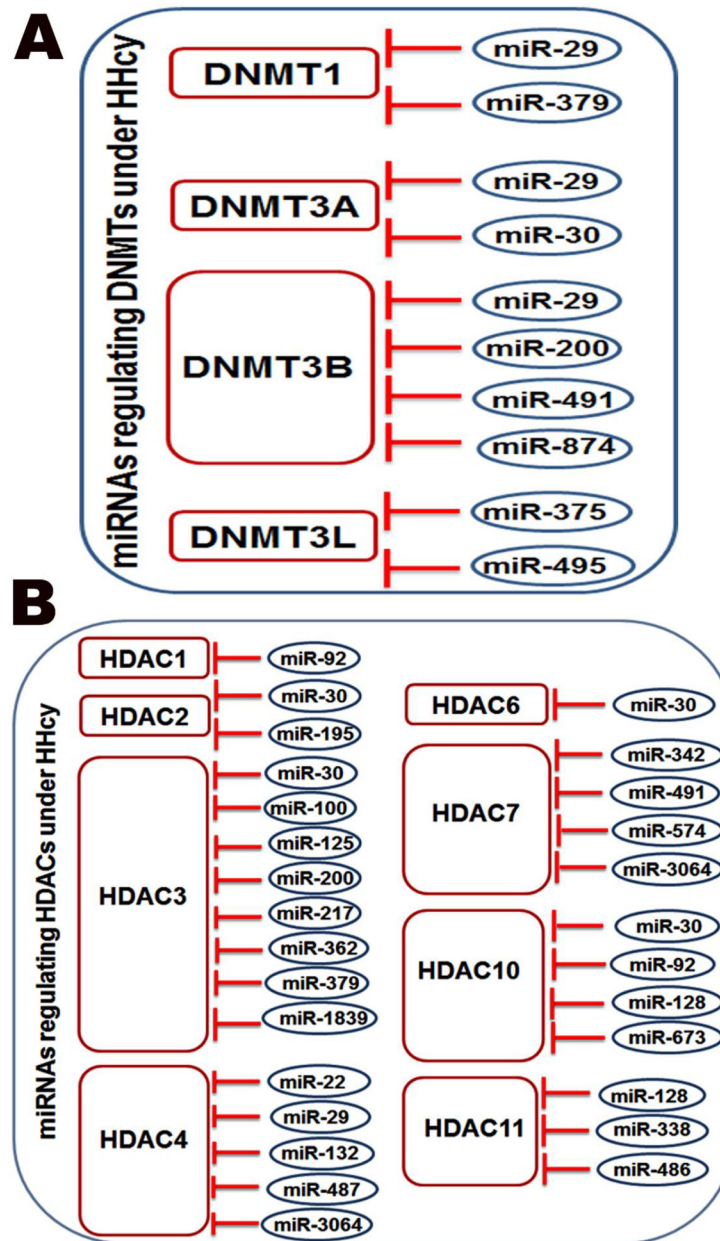 A
miRNAs regulating DNMTs under HHcy
DNMT1
miR-29
miR-379
DNMT3A
miR-29
miR-30
DNMT3B
miR-29
miR-200
miR-491
miR-874
DNMT3L
miR-375
miR-495
B
miRNAs regulating HDACs under HHcy
HDAC1
miR-92
HDAC2
miR-30
miR-195
HDAC3
miR-30
miR-100
miR-125
miR-200
miR-217
miR-362
miR-379
miR-1839
HDAC4
miR-22
miR-29
miR-132
miR-487
miR-3064
HDAC6
miR-30
HDAC7
miR-342
miR-491
miR-574
miR-3064
HDAC10
miR-30
miR-92
miR-128
miR-673
HDAC11
miR-128
miR-338
miR-486